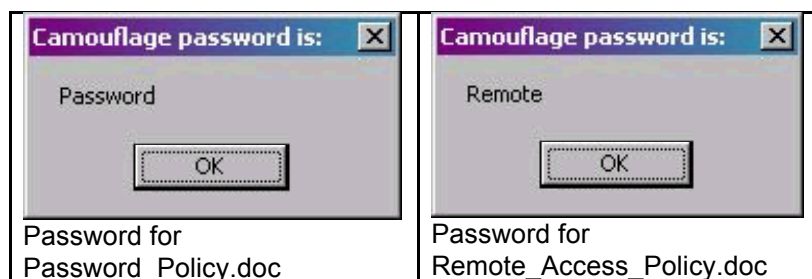 Camouflage password is:
Password
OK
Password for
Password_Policy.doc
Camouflage password is:
Remote
OK
Password for
Remote_Access_Policy.doc